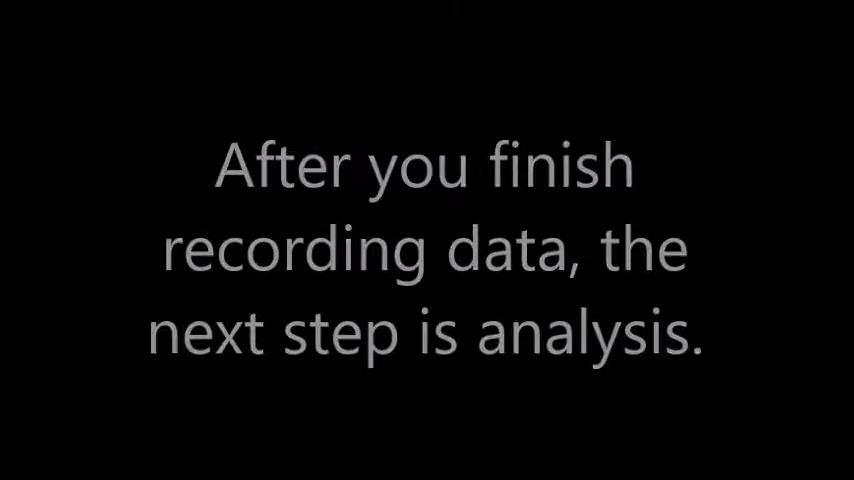 After you finish
recording data, the
next step is analysis.